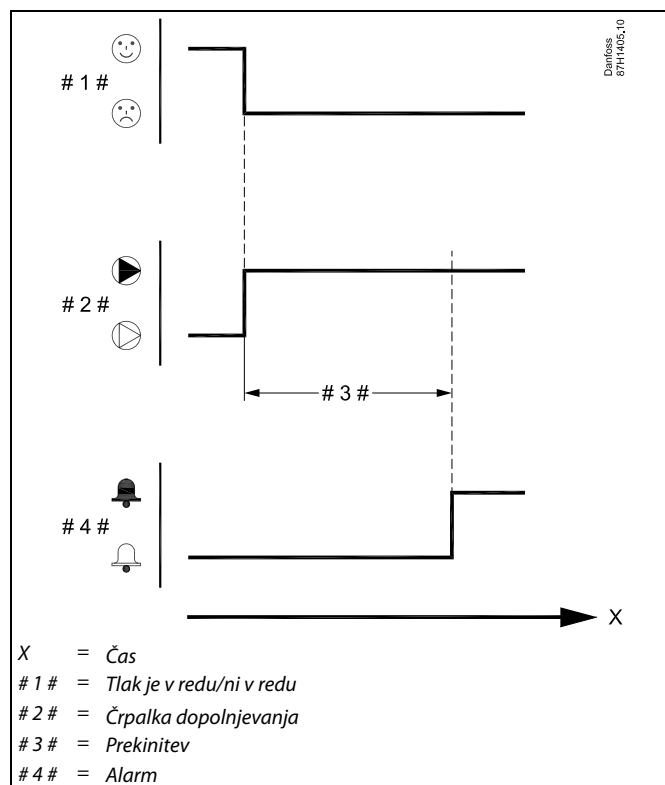 Danfoss
87H1405.10
# 1 #
# 2 #
# 3 #
# 4 #
X
X = Čas
# 1 # = Tlak je v redu/ni v redu
# 2 # = Črpalka dopolnjevanja
# 3 # = Prekinitev
# 4 # = Alarm